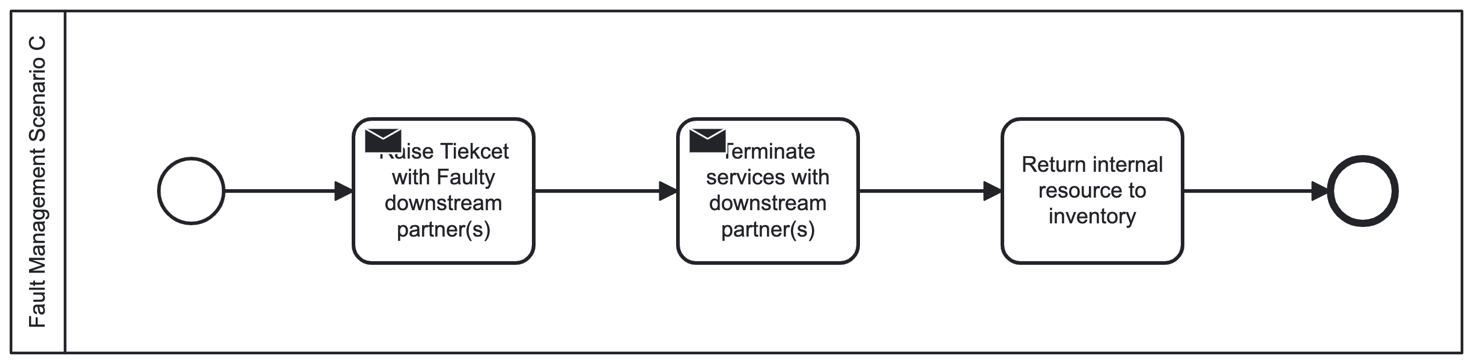 Fault Management Scenario C
Raise Tiekcet
with Faulty
downstream
partner(s)
Terminate
services with
downstream
partner(s)
Return internal
resource to
inventory